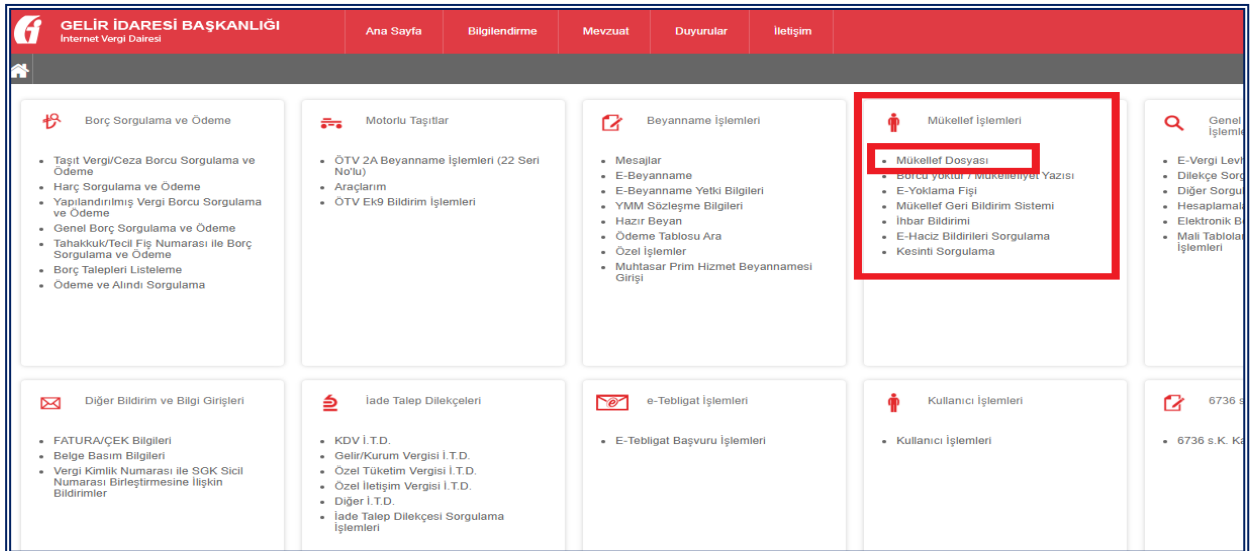 GELİR İDARESİ BAŞKANLIĞI
İnternet Vergi Dairesi
Ana Sayfa
Bilgilendirme
Mevzuat
Duyurular
İletişim
Borç Sorgulama ve Ödeme
Taşıt Vergi/Ceza Borcu Sorgulama ve
Ödeme
Harç Sorgulama ve Ödeme
Yapılandırılmış Vergi Borcu Sorgulama
ve Ödeme
Genel Borç Sorgulama ve Ödeme
Tahakkuk/Tecil Fiş Numarası ile Borç
Sorgulama ve Ödeme
Borç Talepleri Listeleme
Ödeme ve Alındı Sorgulama
Motorlu Taşıtlar
ÖTV 2A Beyanname İşlemleri (22 Seri
No'lu)
Araçlarım
ÖTV Ek9 Bildirim İşlemleri
Beyanname İşlemleri
Mesajlar
E-Beyanname
E-Beyanname Yetki Bilgileri
YMM Sözleşme Bilgileri
Hazır Beyan
Ödeme Tablosu Ara
Özel İşlemler
Muhtasar Prim Hizmet Beyannamesi
Girişi
Mükellef İşlemleri
Mükellef Dosyası
Borcu yoktur / Mükellefiyet Yazısı
E-Yoklama Fişi
Mükellef Geri Bildirim Sistemi
İhbar Bildirimi
E-Haciz Bildirileri Sorgulama
Kesinti Sorgulama
Genel
İşlemle
E-Vergi Levh
Dilekçe Sorg
Diğer Sorgul
Hesaplamala
Elektronik B
Mali Tablolar
İşlemleri
Diğer Bildirim ve Bilgi Girişleri
FATURA/ÇEK Bilgileri
Belge Basım Bilgileri
Vergi Kimlik Numarası ile SGK Sicil
Numarası Birleştirmesine İlişkin
Bildirimler
İade Talep Dilekçeleri
KDV İ.T.D.
Gelir/Kurum Vergisi İ.T.D.
Özel Tüketim Vergisi İ.T.D.
Özel İletişim Vergisi İ.T.D.
Diğer İ.T.D.
İade Talep Dilekçesi Sorgulama
İşlemleri
e-Tebligat İşlemleri
E-Tebligat Başvuru İşlemleri
Kullanıcı İşlemleri
Kullanıcı İşlemleri
6736 s
6736 s.K. Ka